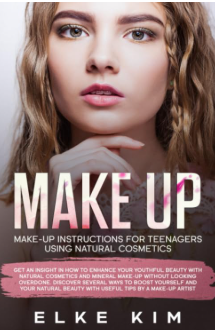 MAKE UP
MAKE-UP INSTRUCTIONS FOR TEENAGERS
USING NATURAL COSMETICS
GET AN INSIGHT IN HOW TO ENHANCE YOUR YOUTHFUL BEAUTY WITH
NATURAL COSMETICS AND MINERAL MAKE-UP WITHOUT LOOKING
OVERDONE. DISCOVER SEVERAL WAYS TO BOOST YOURSELF AND
YOUR NATURAL BEAUTY WITH USEFUL TIPS BY A MAKE-UP ARTIST
ELKE KIM